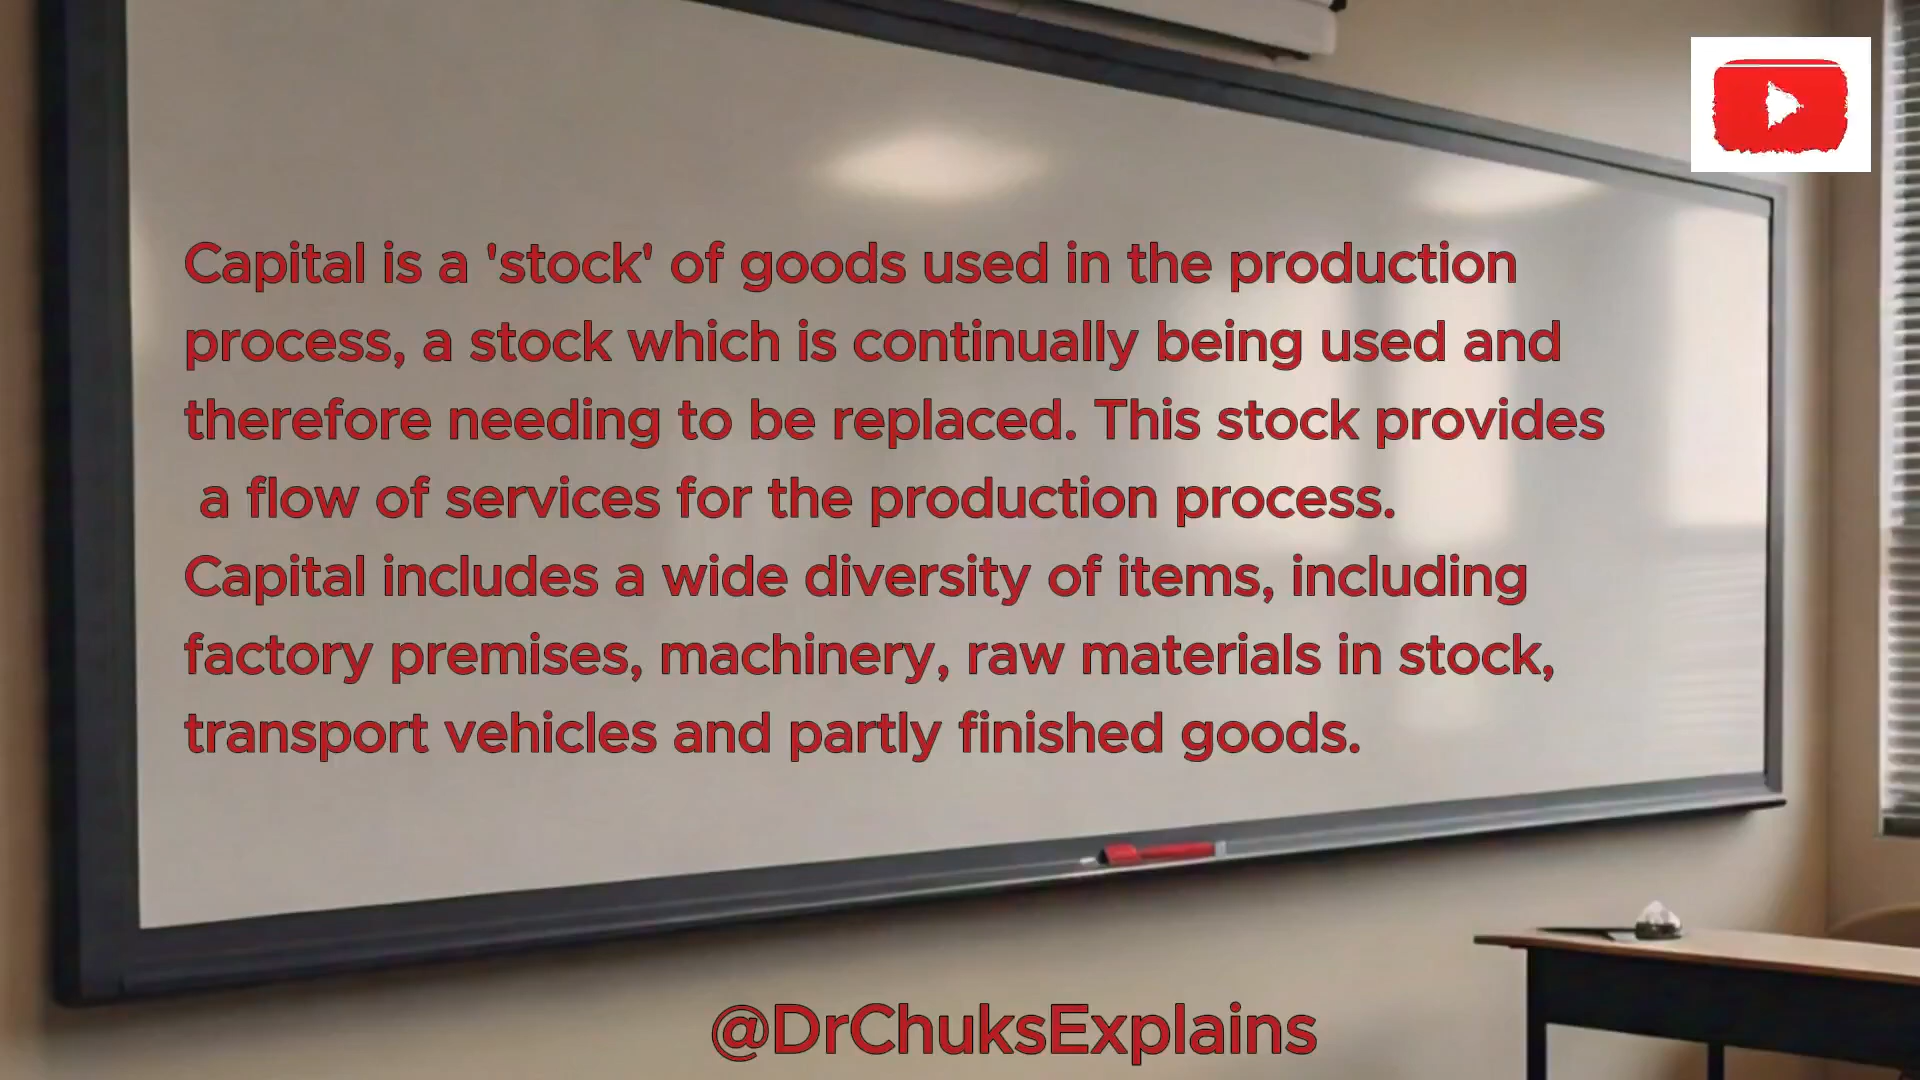 Capital is a 'stock' of goods used in the production
process, a stock which is continually being used and
therefore needing to be replaced. This stock provides
a flow of services for the production process.
Capital includes a wide diversity of items, including
factory premises, machinery, raw materials in stock,
transport vehicles and partly finished goods.
@DrChuksExplains